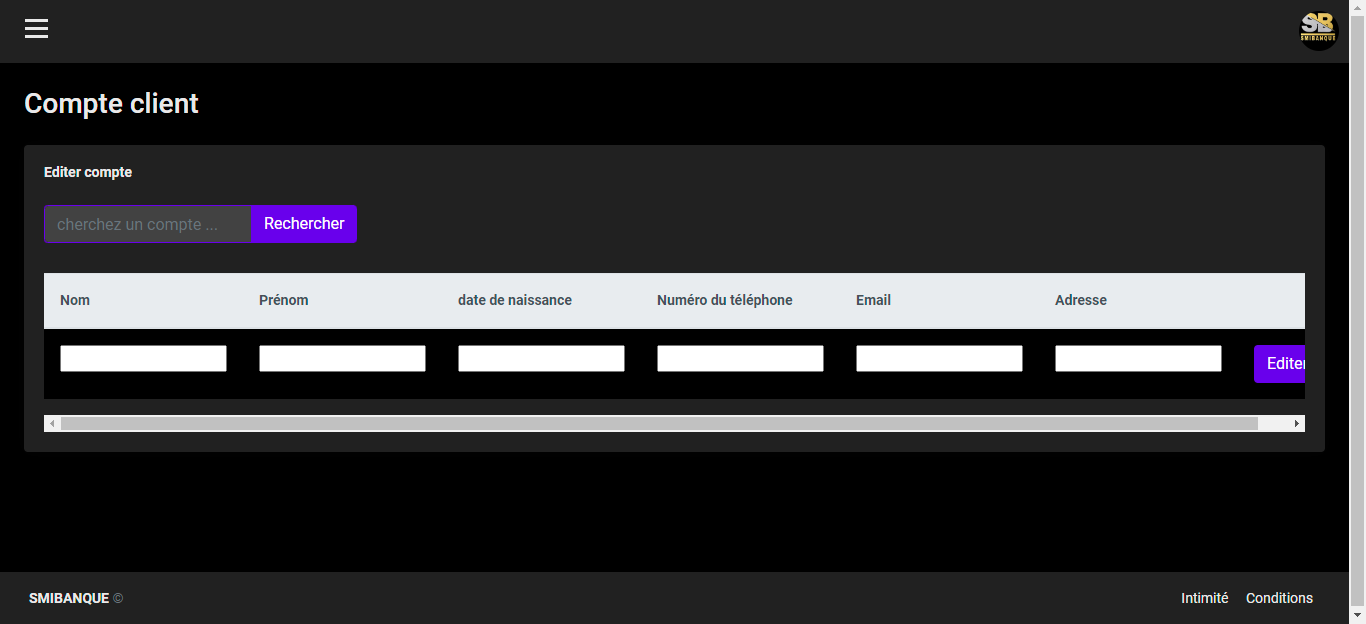 SB
SMIBANQUE
Compte client
Editer compte
cherchez un compte ...
Rechercher
Nom Prénom date de naissance Numéro du téléphone Email Adresse
Editer
SMIBANQUE © Intimité Conditions